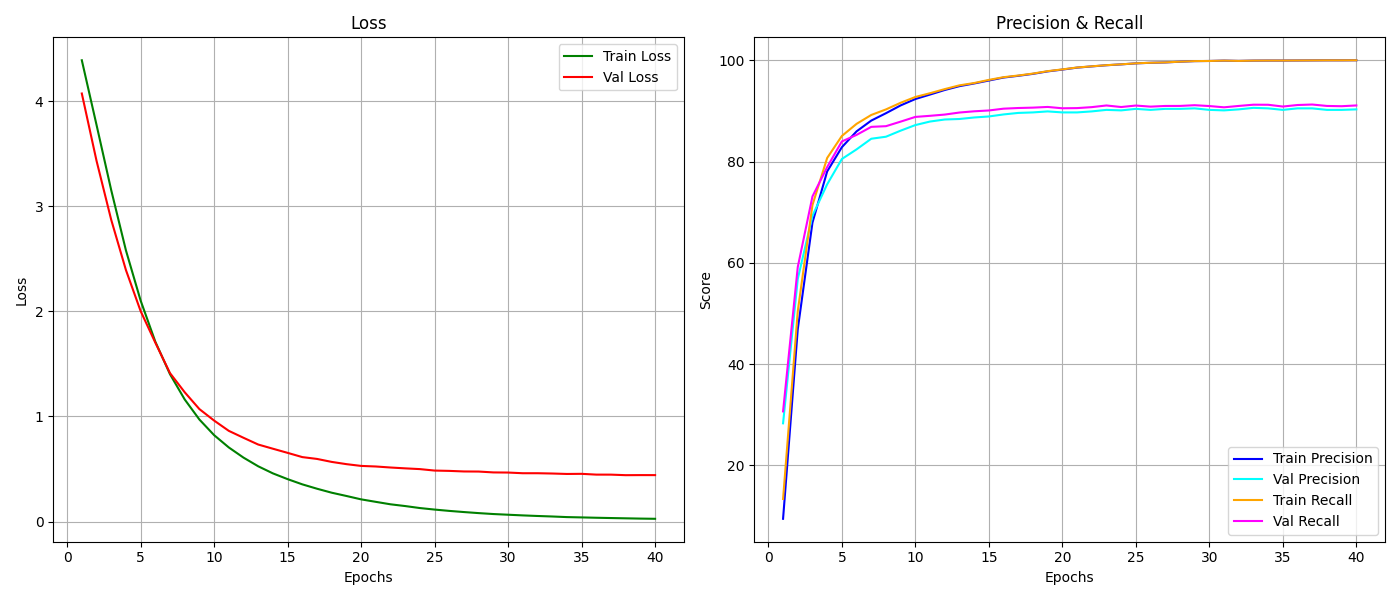 Loss
Train Loss
Val Loss
4
3
2
1
0
Loss
0 5 10 15 20 25 30 35 40
Epochs
Precision & Recall
100
80
60
40
20
Score
Train Precision
Val Precision
Train Recall
Val Recall
0 5 10 15 20 25 30 35 40
Epochs